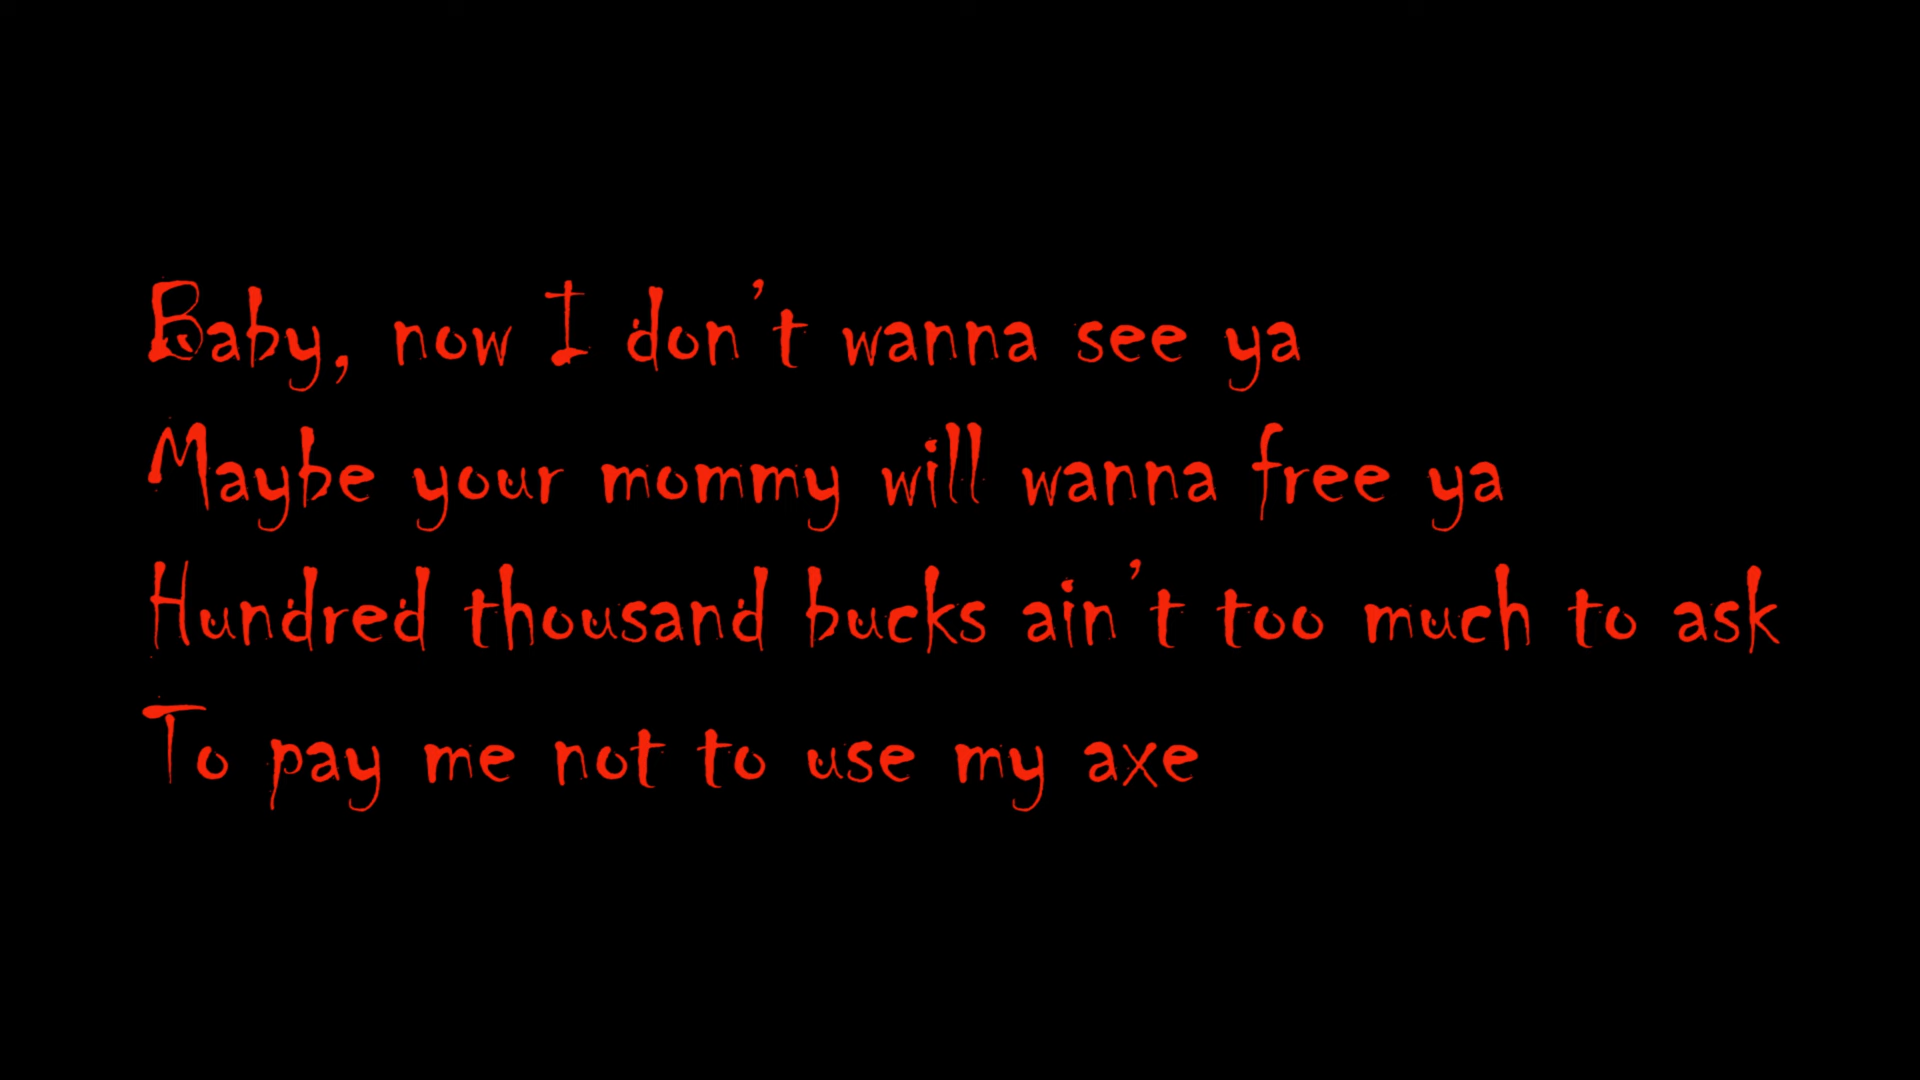 Baby, now I don't wanna see ya
Maybe your mommy will wanna free ya
Hundred thousand bucks ain't too much to ask
To pay me not to use my axe